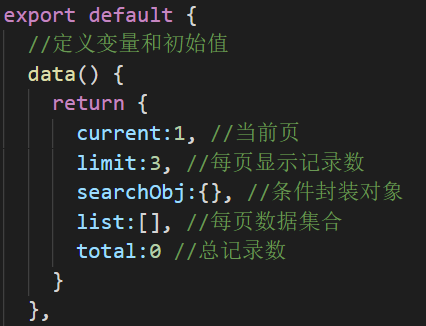 export default {
//定义变量和初始值
data() {
return {
current:1, //当前页
limit:3, //每页显示记录数
searchObj:{}, //条件封装对象
list:[], //每页数据集合
total:0 //总记录数
}
},